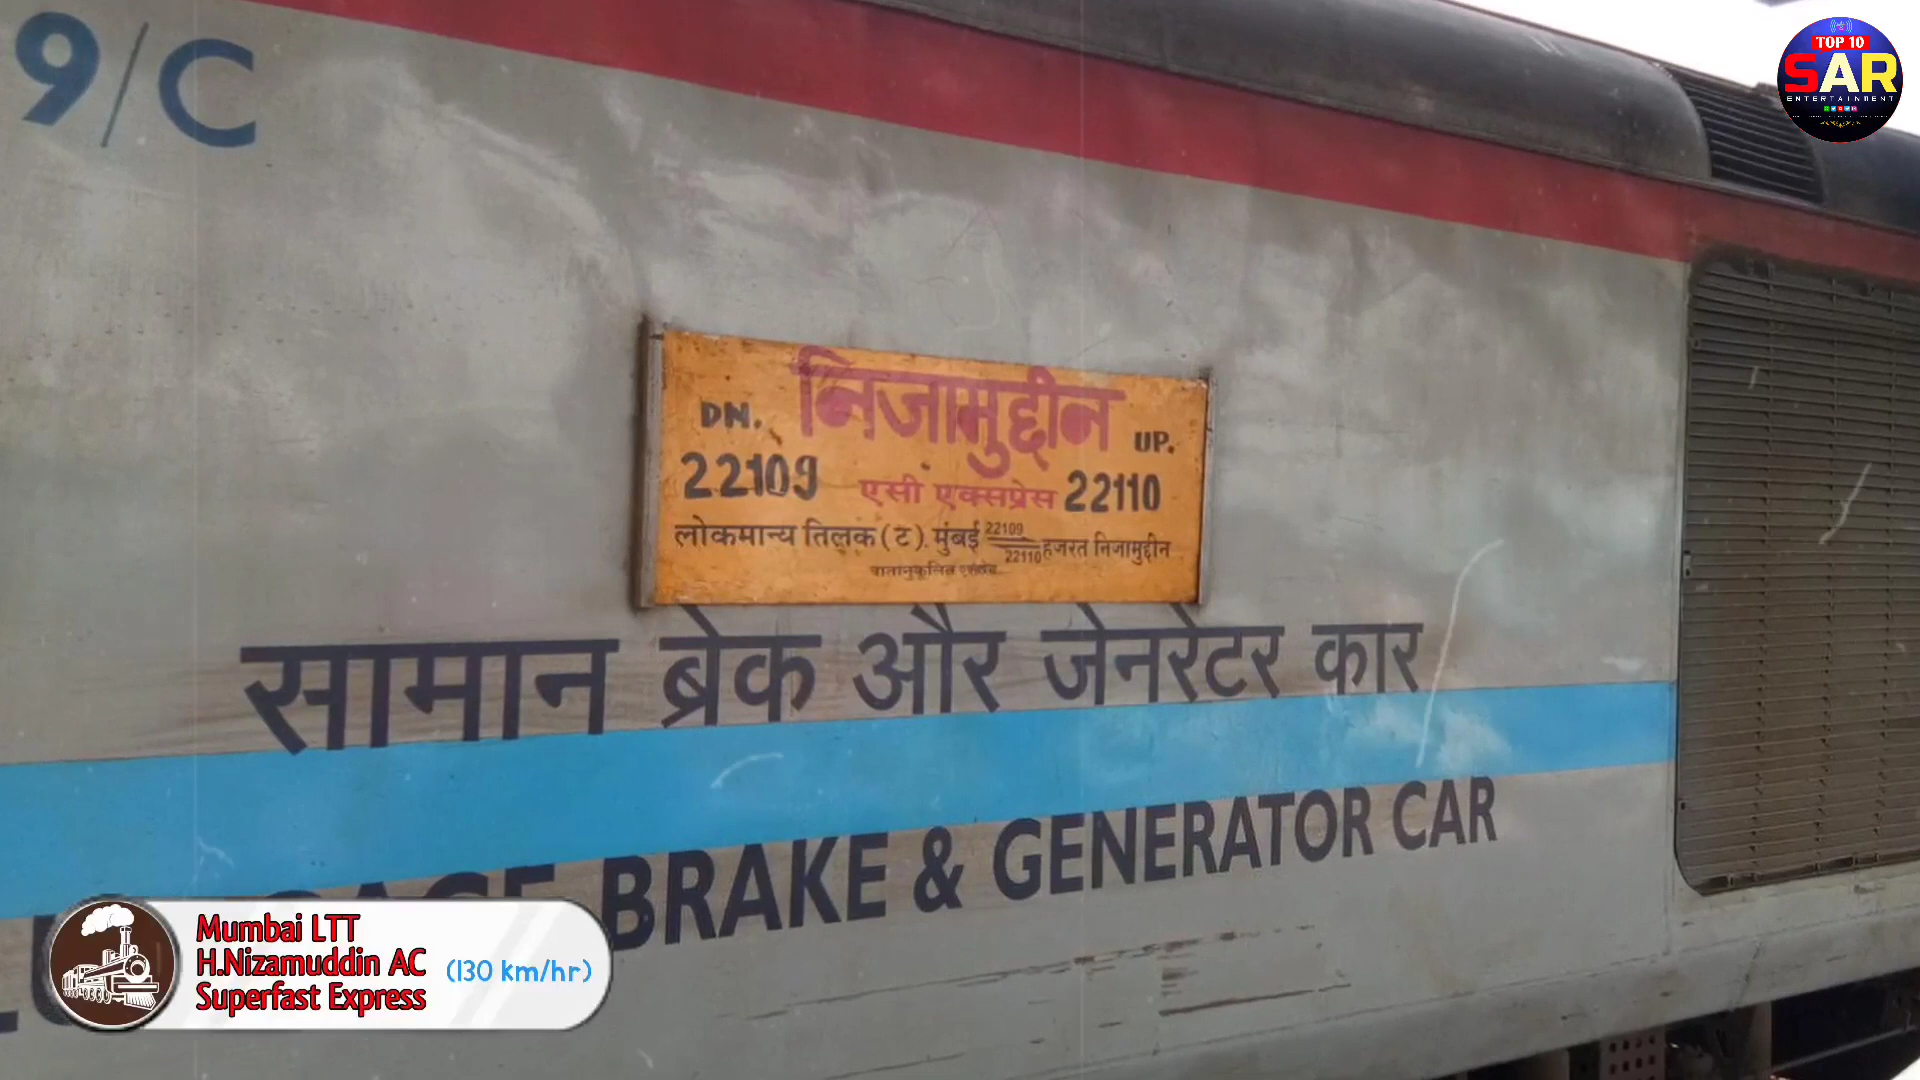 9/C
TOP 10
SAR
ENTERTAINMENT
निजामुद्दीन
DN.
UP.
22109 एसी एक्सप्रेस 22110
लोकमान्य तिलक (ट). मुंबई 22109 22110 हजरत निजामुद्दीन
वातानुकूलित
सामान ब्रेक और जेनरेटर कार
BRAKE & GENERATOR CAR
Mumbai LTT
H.Nizamuddin AC
Superfast Express
(130 km/hr)